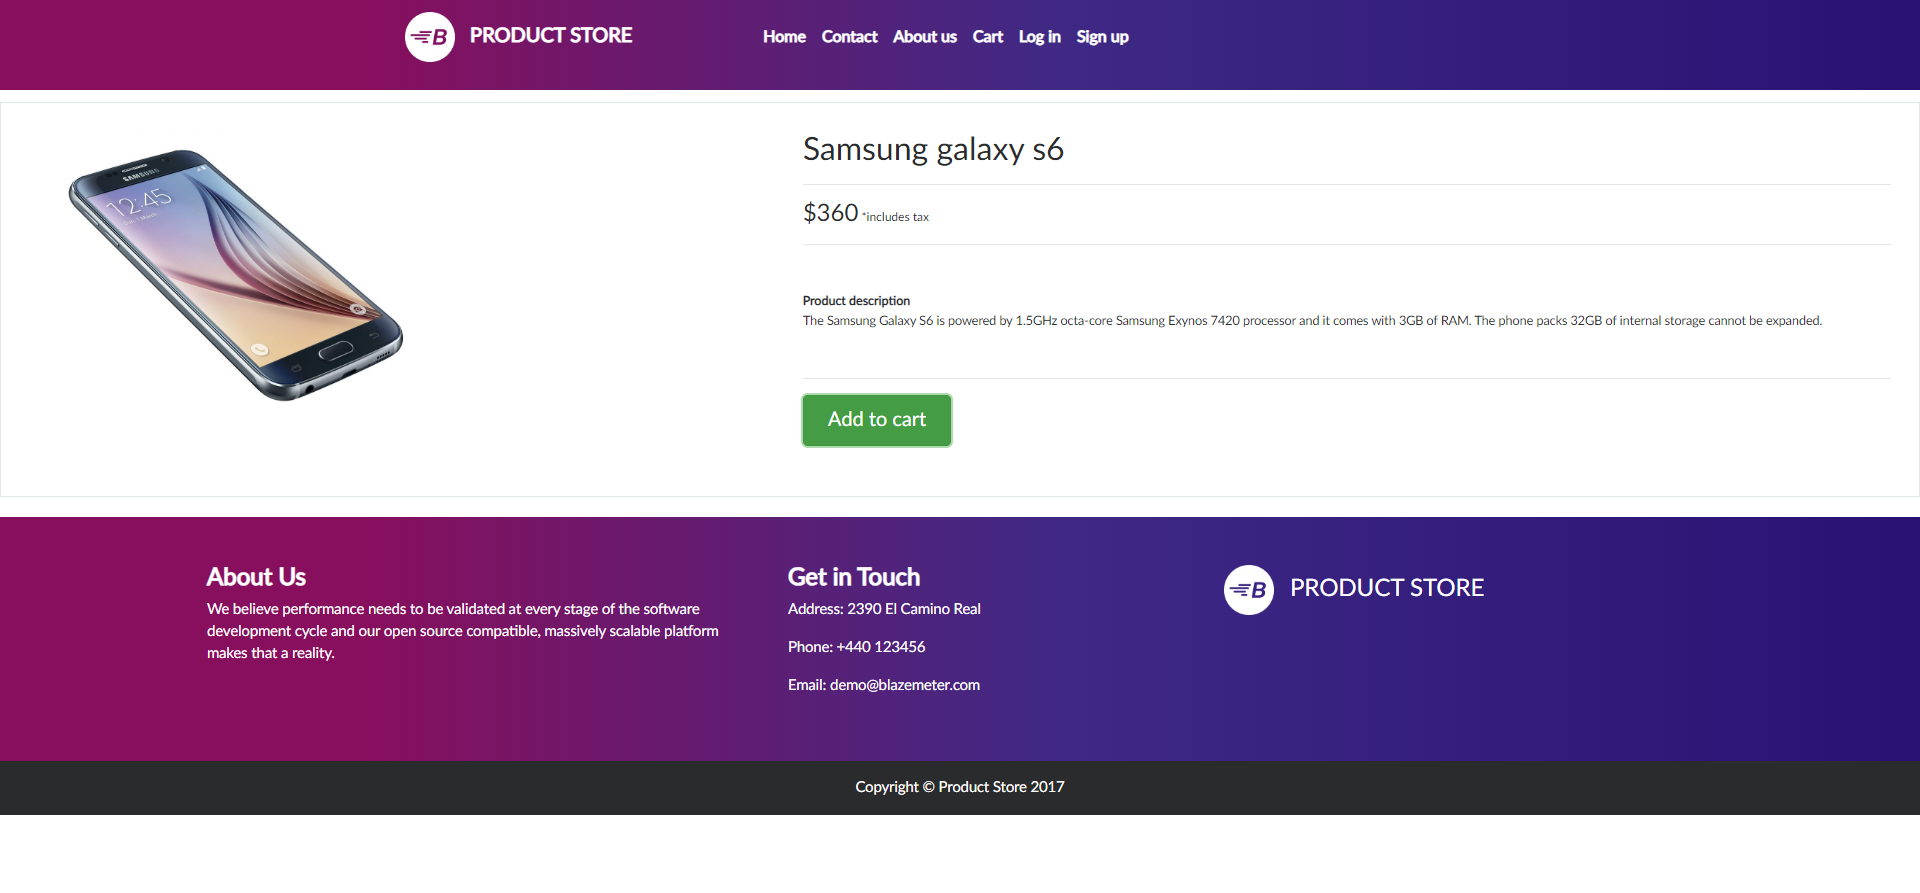 B PRODUCT STORE
Home Contact About us Cart Log in Sign up
SAMSUNG
12:45
Samsung galaxy s6
$360 *includes tax
Product description
The Samsung Galaxy S6 is powered by 1.5GHz octa-core Samsung Exynos 7420 processor and it comes with 3GB of RAM. The phone packs 32GB of internal storage cannot be expanded.
Add to cart
About Us
We believe performance needs to be validated at every stage of the software
development cycle and our open source compatible, massively scalable platform
makes that a reality.
Get in Touch
Address: 2390 El Camino Real
Phone: +440 123456
Email: demo@blazemeter.com
B PRODUCT STORE
Copyright © Product Store 2017